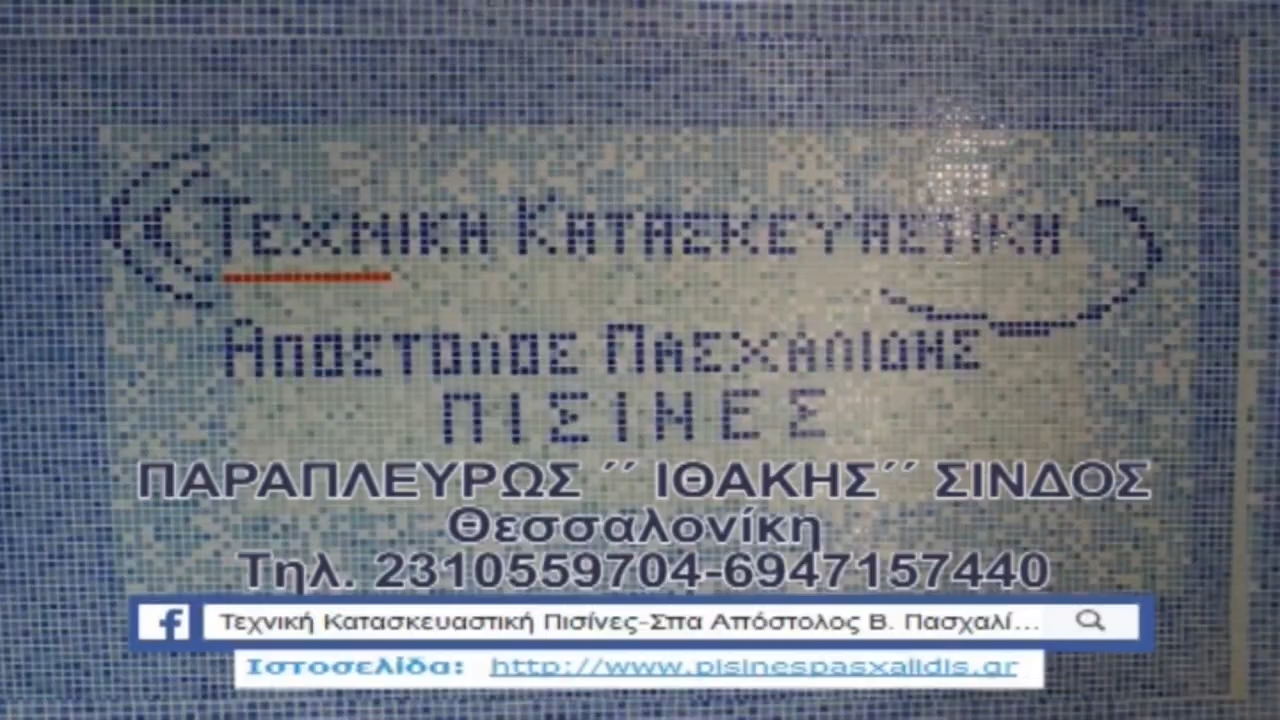 ΤΕΧΝΙΚΗ ΚΑΤΑΣΚΕΥΑΣΤΙΚΗ
ΑΠΟΣΤΟΛΟΣ ΠΑΣΧΑΛΙΔΗΣ
ΠΙΣΙΝΕΣ
ΠΑΡΑΠΛΕΥΡΩΣ ΄΄ ΙΘΑΚΗΣ΄΄ ΣΙΝΔΟΣ
Θεσσαλονίκη
Τηλ. 2310559704-6947157440
f Τεχνική Κατασκευαστική Πισίνες-Σπα Απόστολος Β. Πασχαλί...
Ιστοσελίδα: http://www.pisinespasxalidis.gr